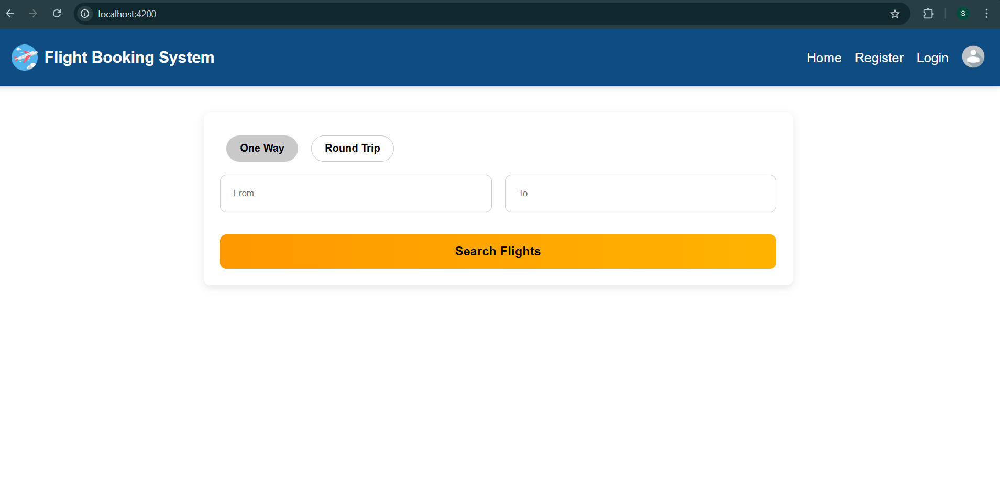 localhost:4200
S
Flight Booking System
Home Register Login
One Way Round Trip
From To
Search Flights